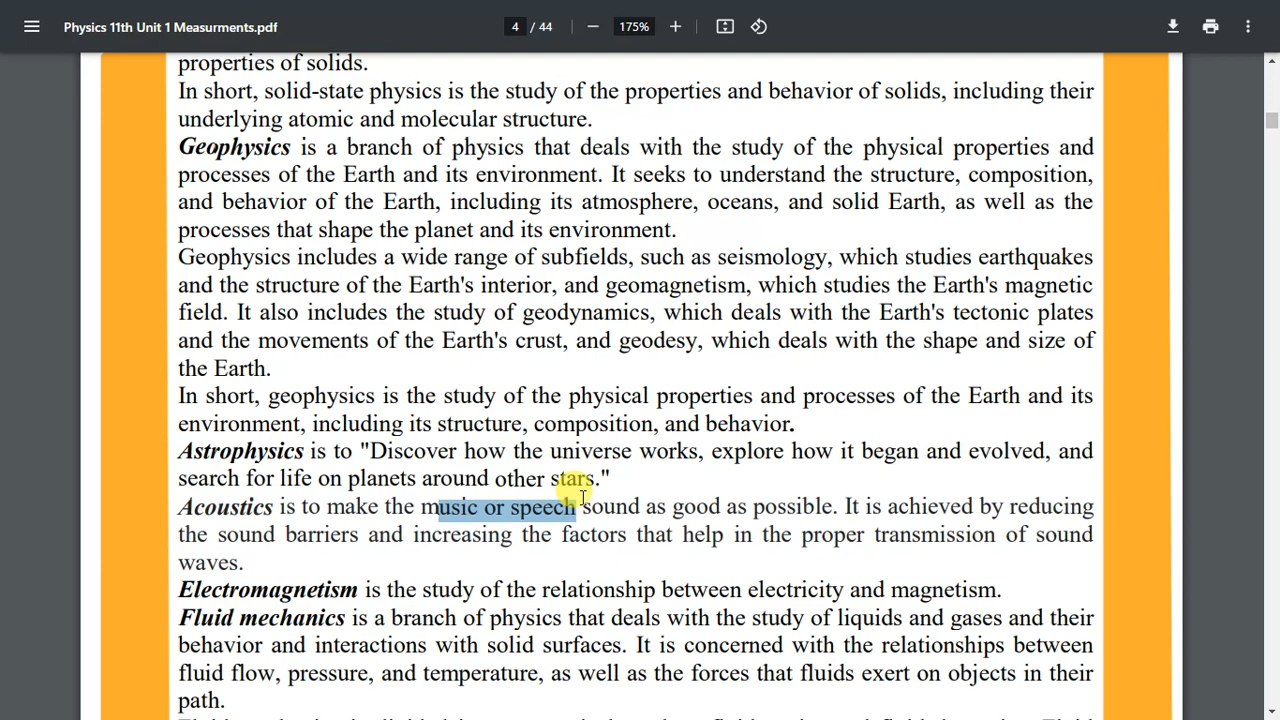 Physics 11th Unit 1 Measurments.pdf
4 / 44
175%
properties of solids.
In short, solid-state physics is the study of the properties and behavior of solids, including their
underlying atomic and molecular structure.
Geophysics is a branch of physics that deals with the study of the physical properties and
processes of the Earth and its environment. It seeks to understand the structure, composition,
and behavior of the Earth, including its atmosphere, oceans, and solid Earth, as well as the
processes that shape the planet and its environment.
Geophysics includes a wide range of subfields, such as seismology, which studies earthquakes
and the structure of the Earth's interior, and geomagnetism, which studies the Earth's magnetic
field. It also includes the study of geodynamics, which deals with the Earth's tectonic plates
and the movements of the Earth's crust, and geodesy, which deals with the shape and size of
the Earth.
In short, geophysics is the study of the physical properties and processes of the Earth and its
environment, including its structure, composition, and behavior.
Astrophysics is to "Discover how the universe works, explore how it began and evolved, and
search for life on planets around other stars."
Acoustics is to make the music or speech sound as good as possible. It is achieved by reducing
the sound barriers and increasing the factors that help in the proper transmission of sound
waves.
Electromagnetism is the study of the relationship between electricity and magnetism.
Fluid mechanics is a branch of physics that deals with the study of liquids and gases and their
behavior and interactions with solid surfaces. It is concerned with the relationships between
fluid flow, pressure, and temperature, as well as the forces that fluids exert on objects in their
path.